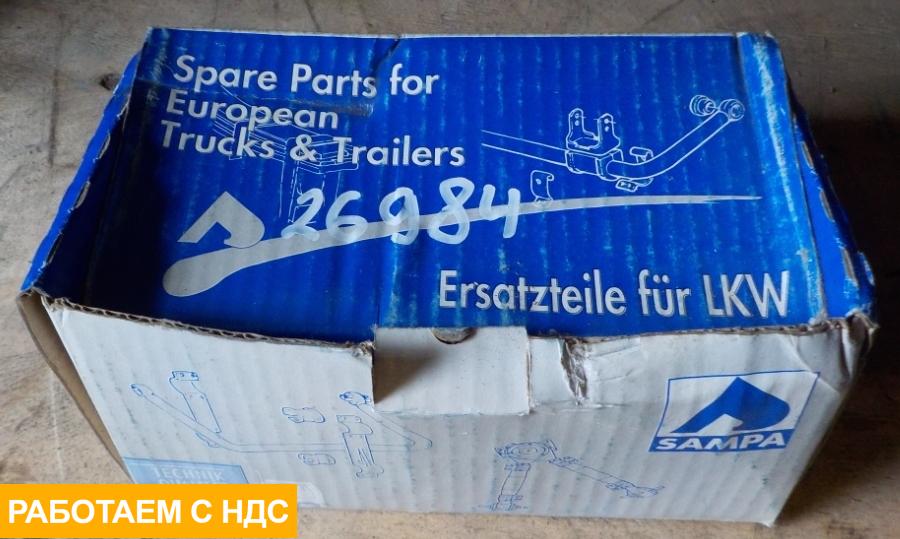 Spare Parts for
European
Trucks & Trailers
26984
Ersatzteile für LKW
SAMPA
РАБОТАЕМ С НДС